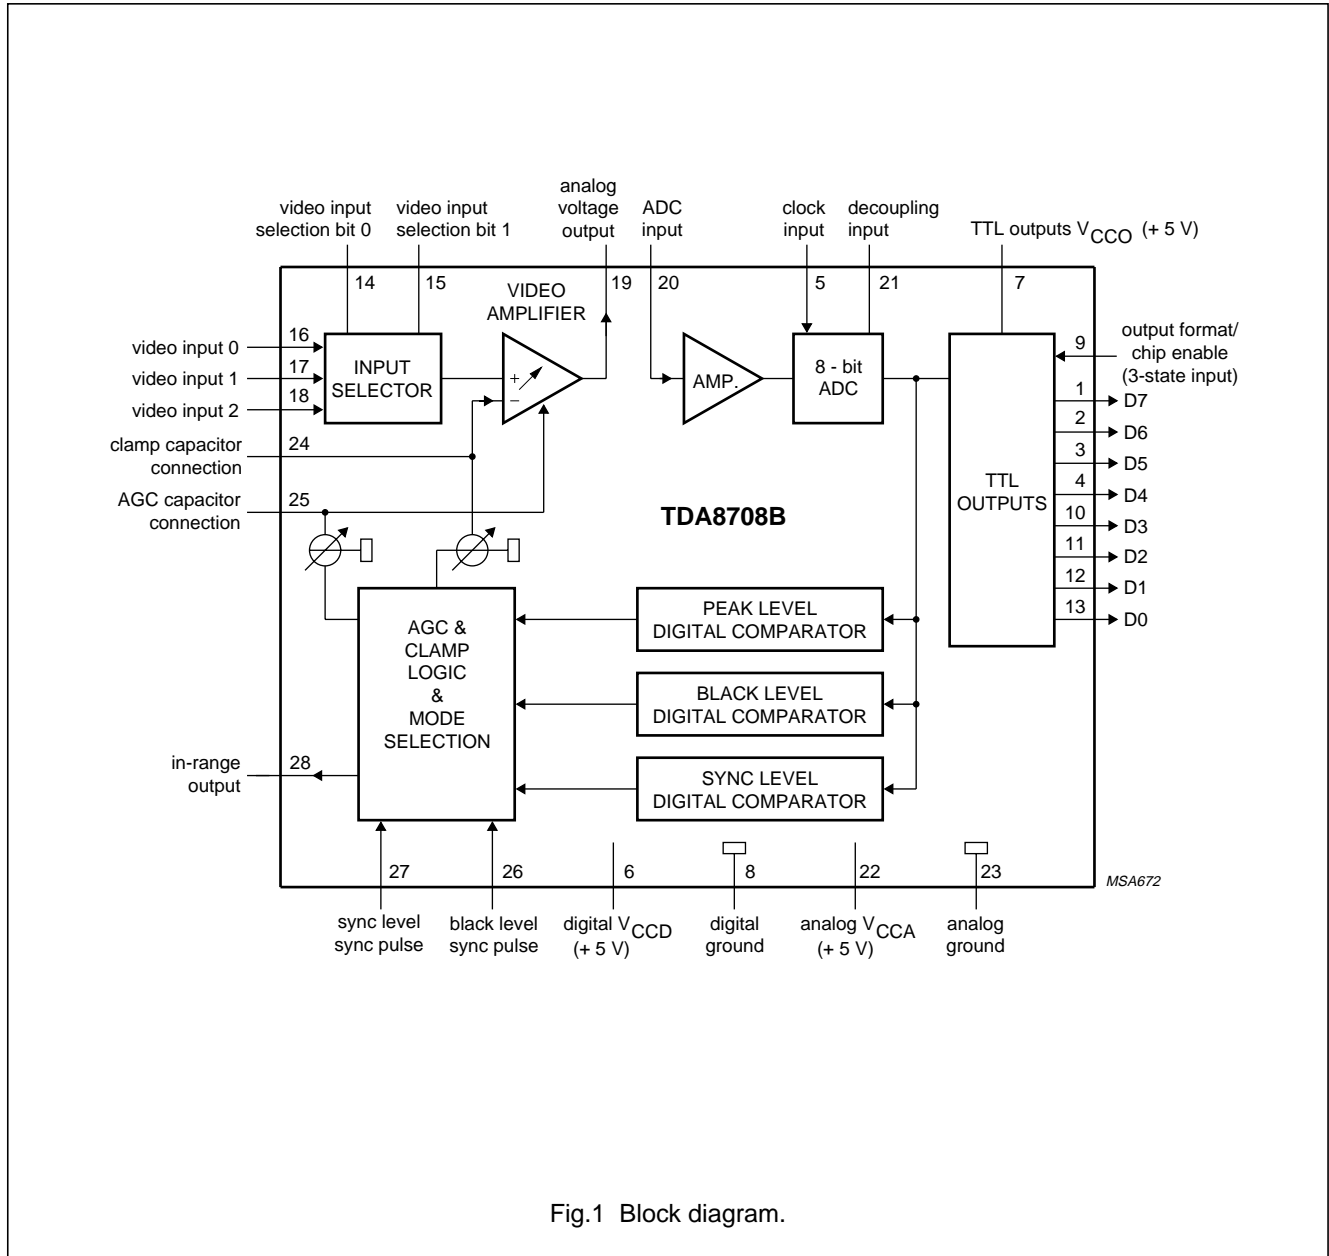 analog
voltage
output
video input
selection bit 0
video input
selection bit 1
ADC
input
clock
input
decoupling
input
TTL outputs VCCO (+ 5 V)
14
15
19
20
5
21
7
VIDEO
AMPLIFIER
16
17
18
video input 0
video input 1
video input 2
INPUT
SELECTOR
+
−
AMP.
8 - bit
ADC
9
output format/
chip enable
(3-state input)
1
D7
2
D6
3
D5
4
D4
10
D3
11
D2
12
D1
13
D0
TTL
OUTPUTS
clamp capacitor
connection
24
AGC capacitor
connection
25
TDA8708B
AGC &
CLAMP
LOGIC
&
MODE
SELECTION
PEAK LEVEL
DIGITAL COMPARATOR
BLACK LEVEL
DIGITAL COMPARATOR
SYNC LEVEL
DIGITAL COMPARATOR
in-range
output
28
27
26
6
8
22
23
MSA672
sync level
sync pulse
black level
sync pulse
digital VCCD
(+ 5 V)
digital
ground
analog VCCA
(+ 5 V)
analog
ground
Fig.1 Block diagram.